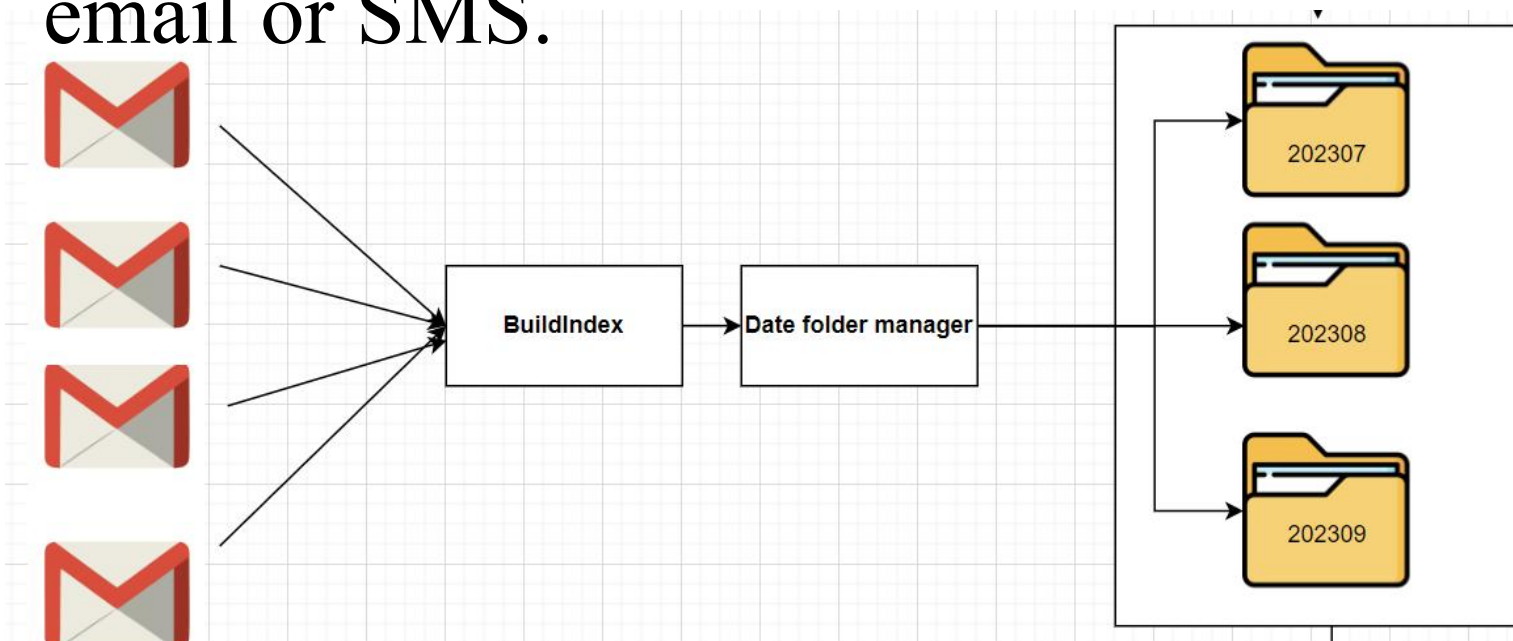 email or SMS.
202307
BuildIndex
Date folder manager
202308
202309